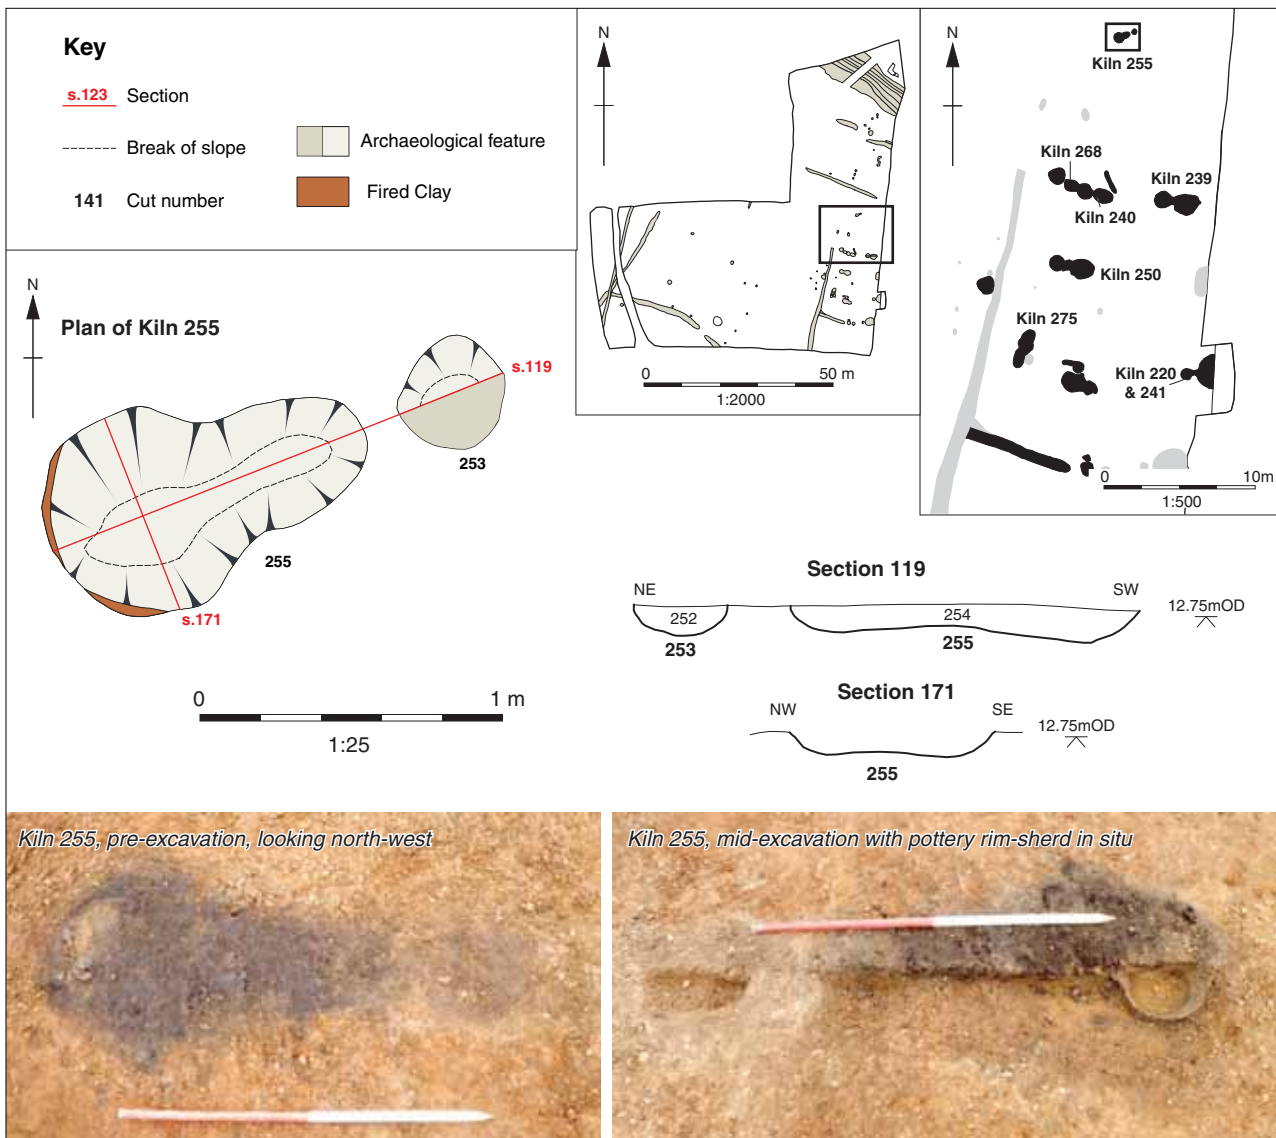 Key
s.123 Section
Break of slope
141 Cut number
Archaeological feature
Fired Clay
N
0 50 m
1:2000
N
Kiln 255
Kiln 268
Kiln 239
Kiln 240
Kiln 250
Kiln 275
Kiln 220
& 241
0 10m
1:500
N
Plan of Kiln 255
s.119
253
255
s.171
0 1 m
1:25
Section 119
NE SW
12.75mOD
252 254
253 255
Section 171
NW SE
12.75mOD
255
Kiln 255, pre-excavation, looking north-west
Kiln 255, mid-excavation with pottery rim-sherd in situ